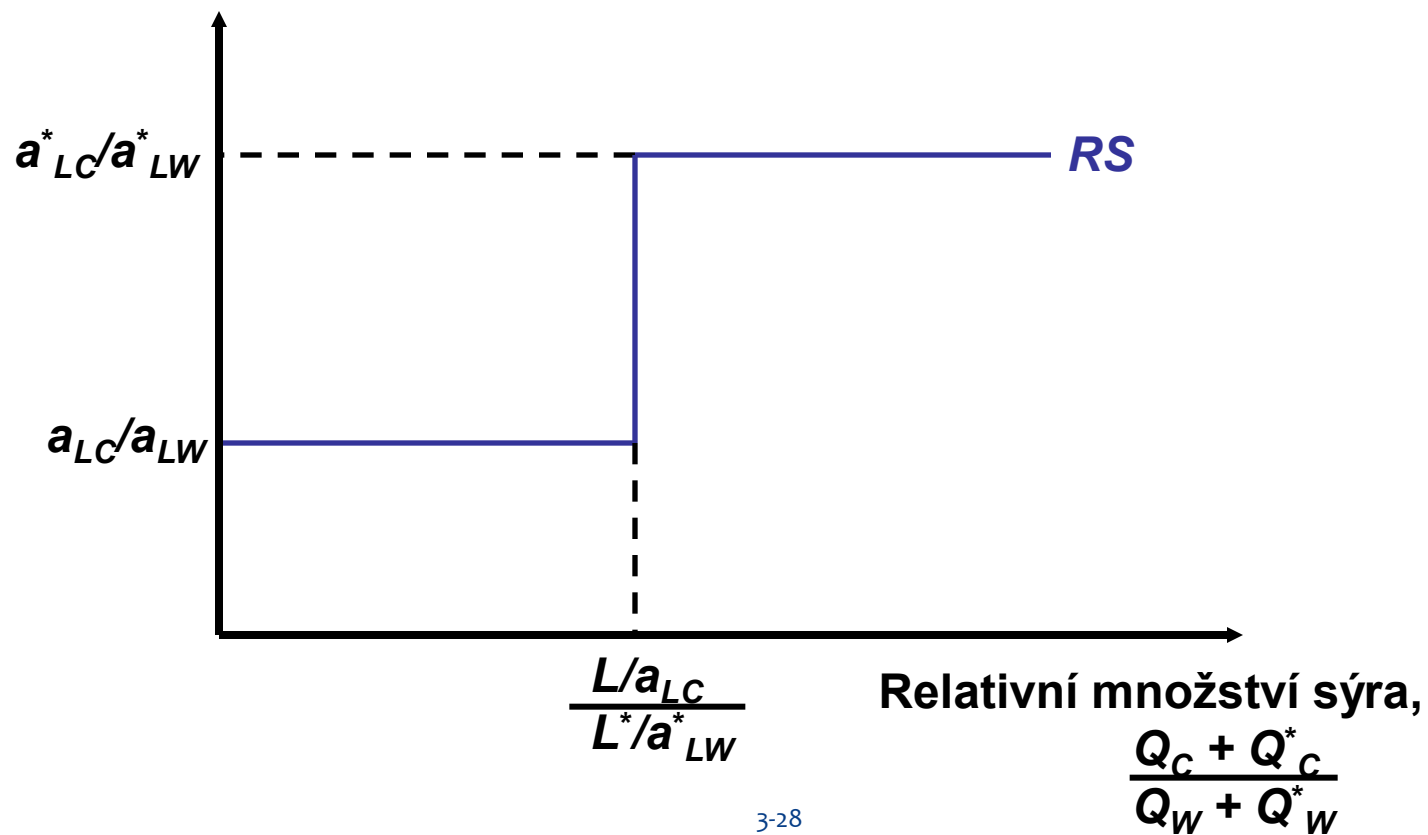 a*LC/a*LW
RS
aLC/aLW
L/aLC
L*/a*LW
Relativní množství sýra,
QC + Q*C
QW + Q*W
3-28